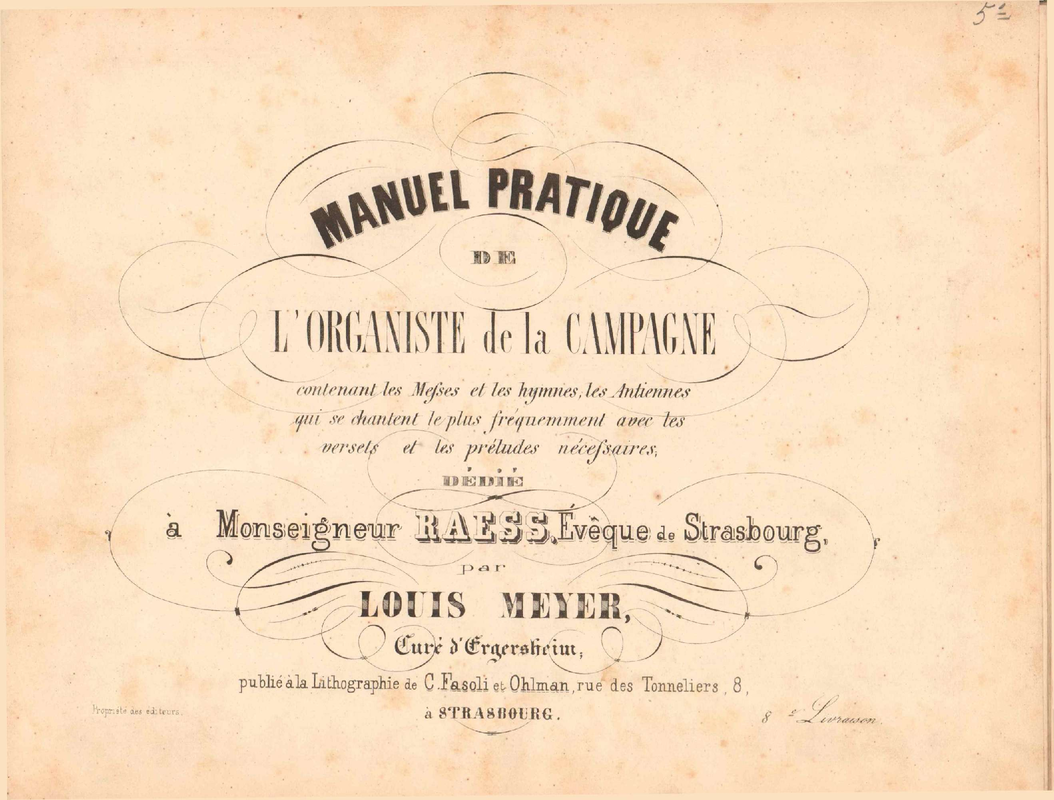 5=
MANUEL PRATIQUE
DE
L'ORGANISTE de la CAMPAGNE
contenant les Meſses et les hymnes, les Antiennes
qui se chantent le plus fréquemment avec les
versets et les préludes néceſsaires,
DÉDIÉ
à Monseigneur RAESS, Évêque de Strasbourg,
par
LOUIS MEYER,
Curé d'Ergersheim,
publié à la Lithographie de C. Fasoli et Ohlman, rue des Tonneliers, 8,
à STRASBOURG.
Propriété des éditeurs.
8 e Livraison.